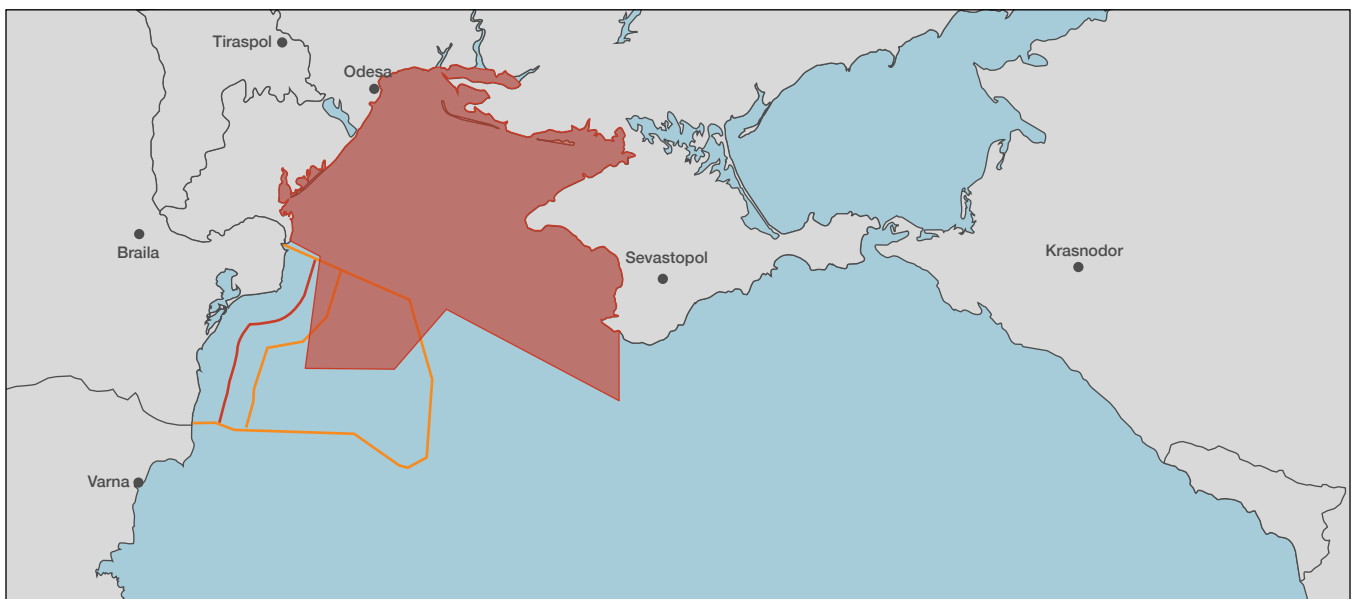 Tiraspol
Odesa
Braila
Sevastopol
Krasnodor
Varna